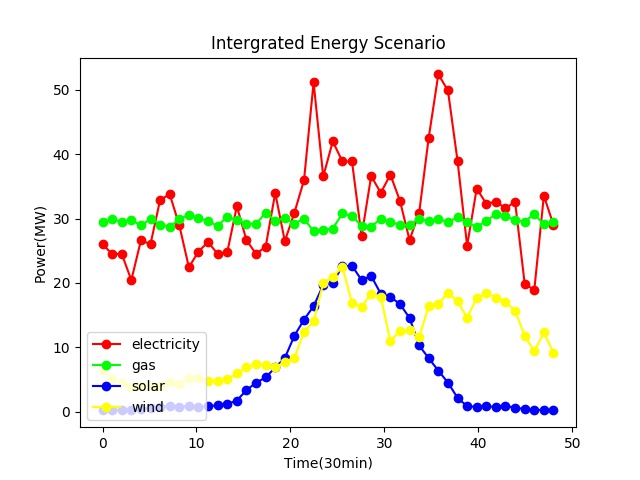 Intergrated Energy Scenario
Power(MW)
50
40
30
20
10
0
electricity
gas
solar
wind
0 10 20 30 40 50
Time(30min)